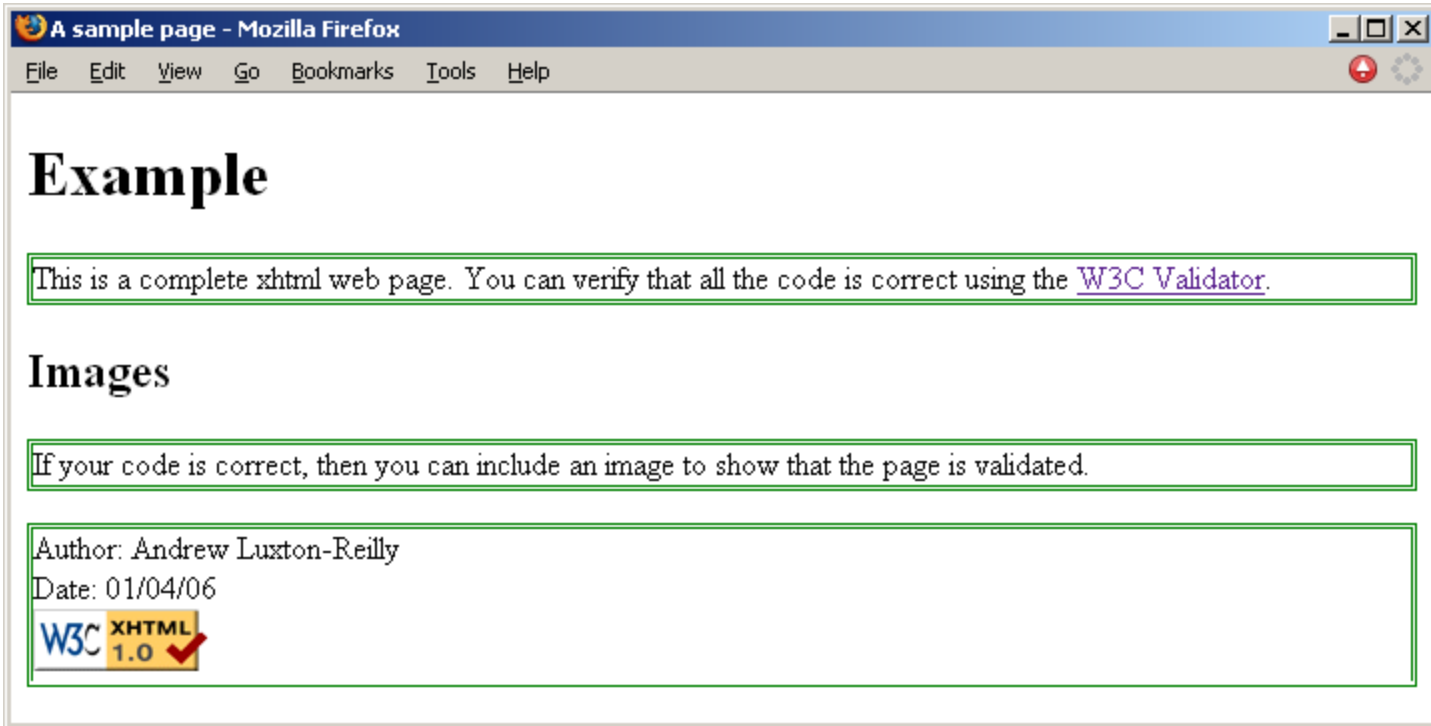 A sample page - Mozilla Firefox
File Edit View Go Bookmarks Tools Help
Example
This is a complete xhtml web page. You can verify that all the code is correct using the W3C Validator.
Images
If your code is correct, then you can include an image to show that the page is validated.
Author: Andrew Luxton-Reilly
Date: 01/04/06
W3C XHTML
1.0